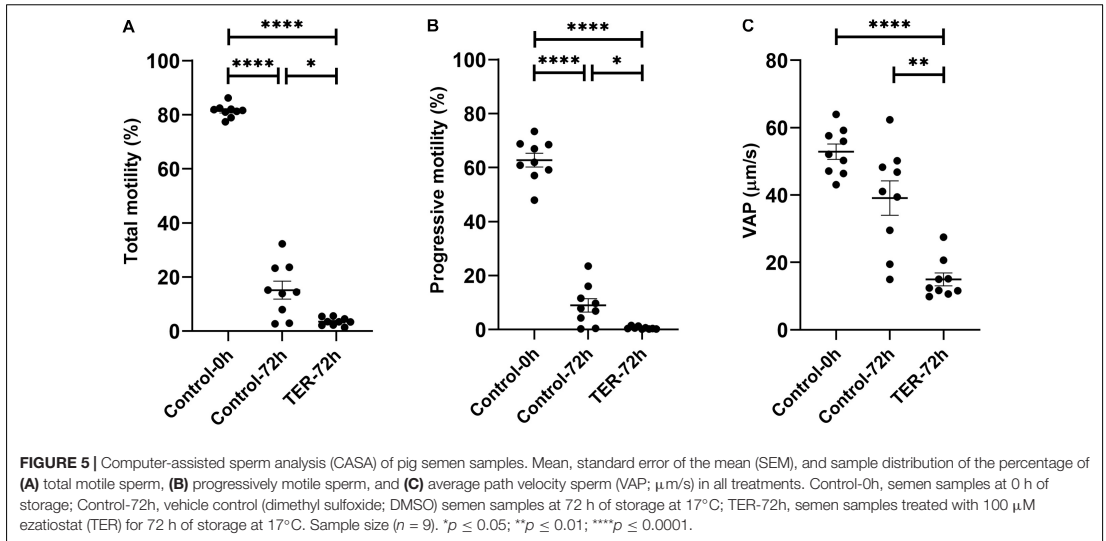 A
****
****
*
Total motility (%)
100
80
60
40
20
0
Control-0h
Control-72h
TER-72h
B
****
****
*
Progressive motility (%)
100
80
60
40
20
0
Control-0h
Control-72h
TER-72h
C
****
**
VAP (μm/s)
80
60
40
20
0
Control-0h
Control-72h
TER-72h
FIGURE 5 | Computer-assisted sperm analysis (CASA) of pig semen samples. Mean, standard error of the mean (SEM), and sample distribution of the percentage of
(A) total motile sperm, (B) progressively motile sperm, and (C) average path velocity sperm (VAP; μm/s) in all treatments. Control-0h, semen samples at 0 h of
storage; Control-72h, vehicle control (dimethyl sulfoxide; DMSO) semen samples at 72 h of storage at 17°C; TER-72h, semen samples treated with 100 μM
ezatiostat (TER) for 72 h of storage at 17°C. Sample size (n = 9). *p ≤ 0.05; **p ≤ 0.01; ****p ≤ 0.0001.